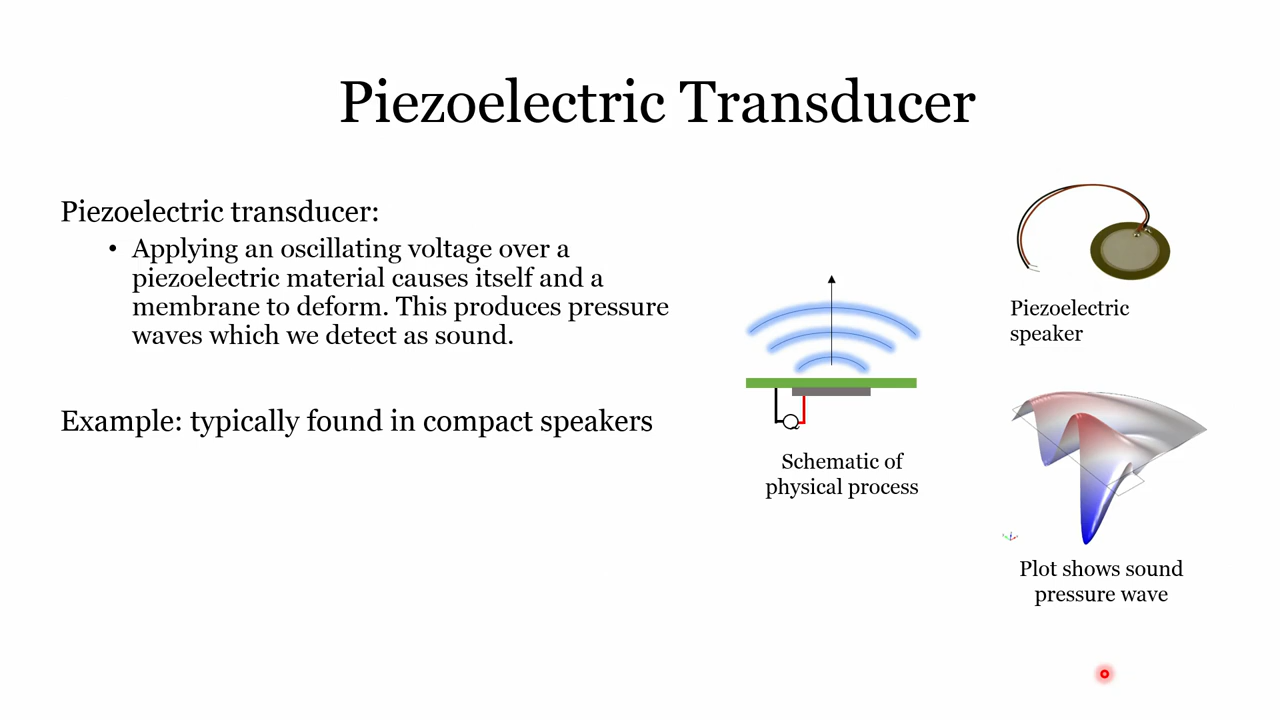 Piezoelectric Transducer
Piezoelectric transducer:
• Applying an oscillating voltage over a
piezoelectric material causes itself and a
membrane to deform. This produces pressure
waves which we detect as sound.
Example: typically found in compact speakers
Schematic of
physical process
Piezoelectric
speaker
Plot shows sound
pressure wave